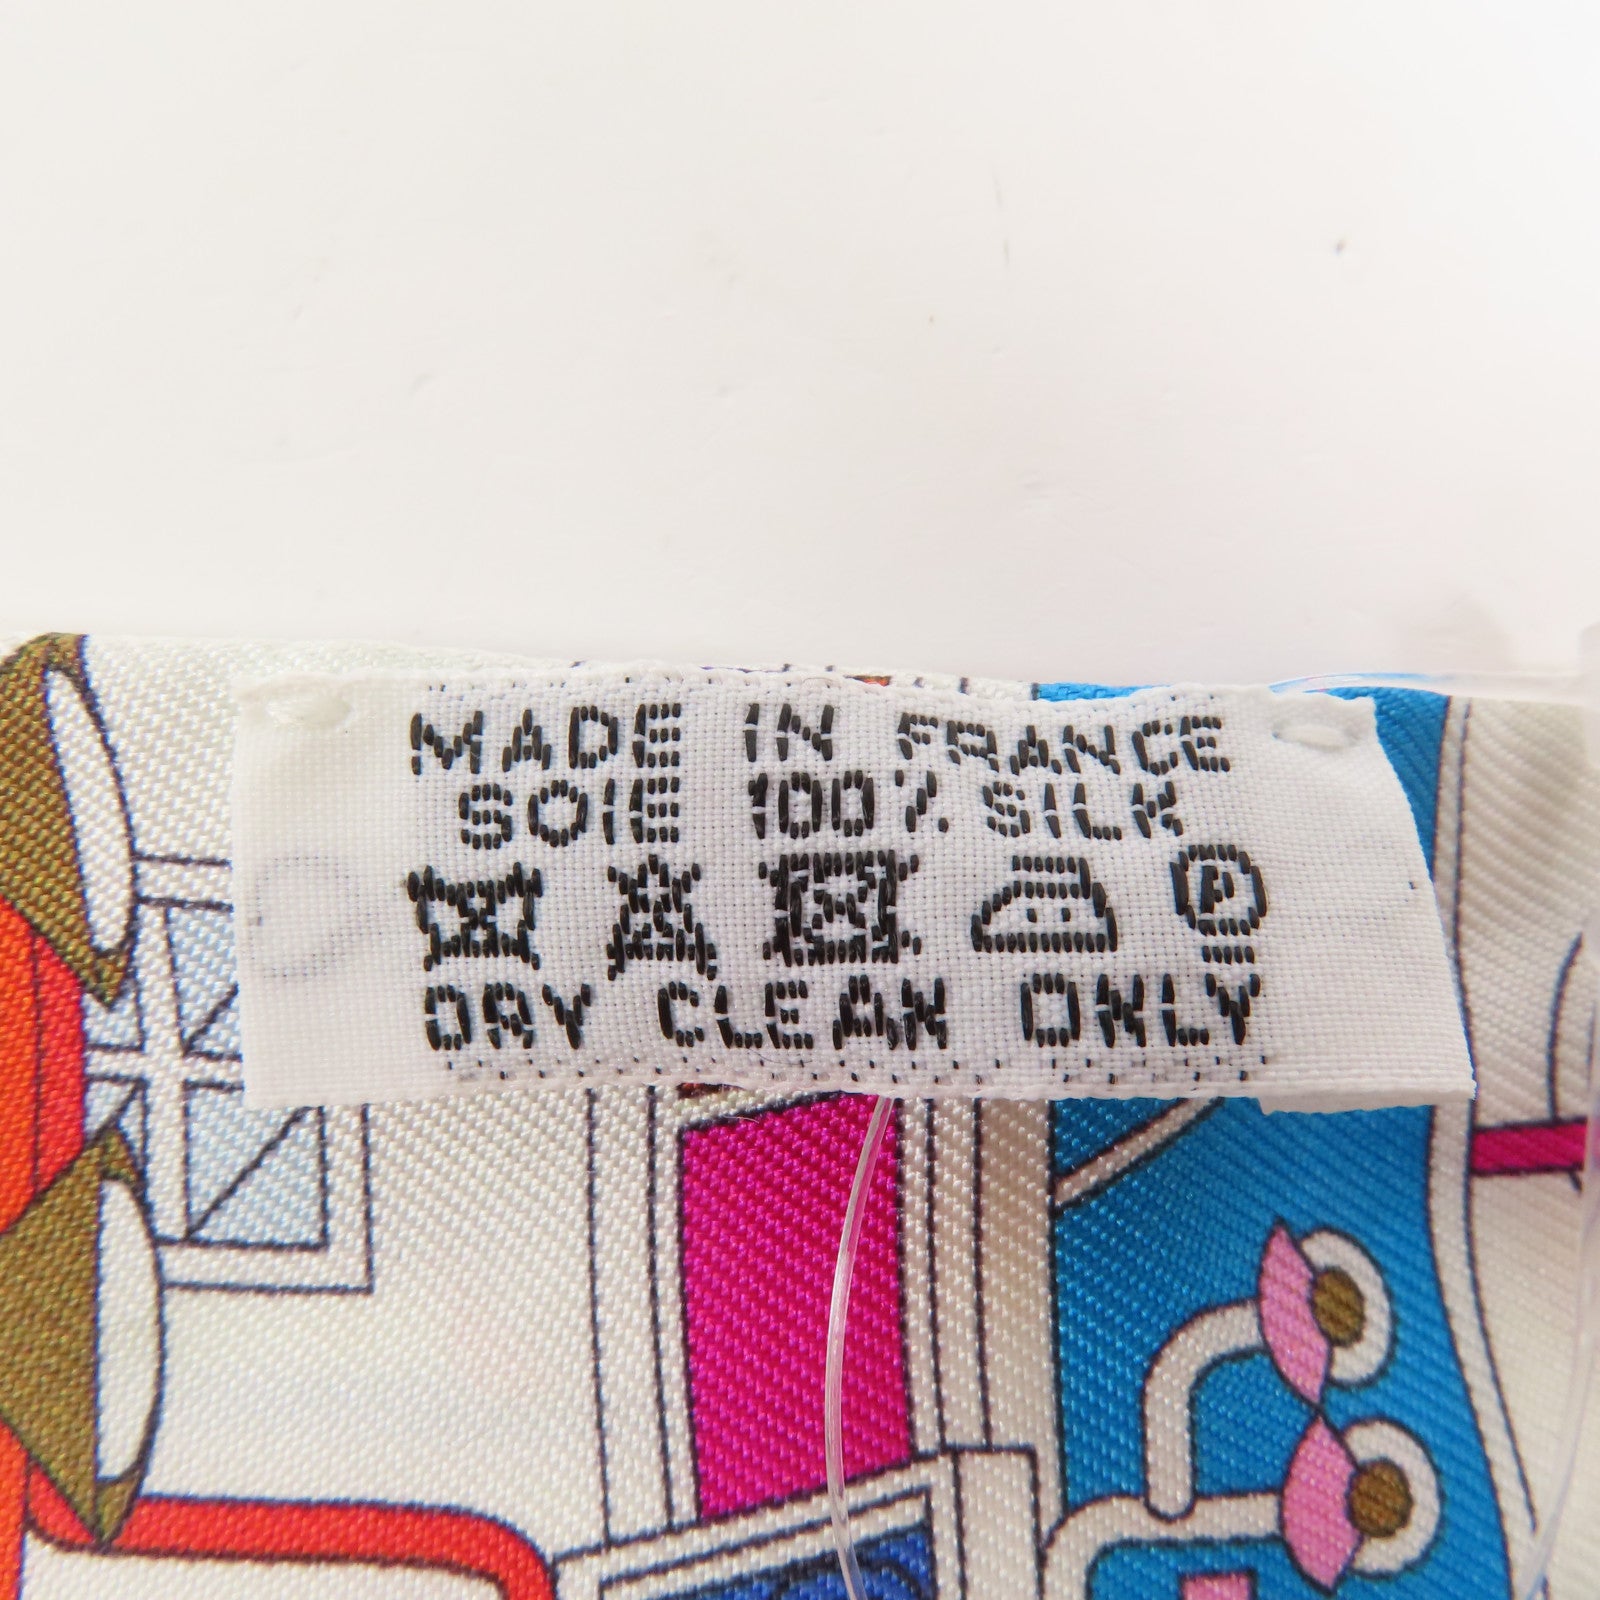 MADE IN FRANCE
SOIE 100% SILK
P
DRY CLEAN ONLY